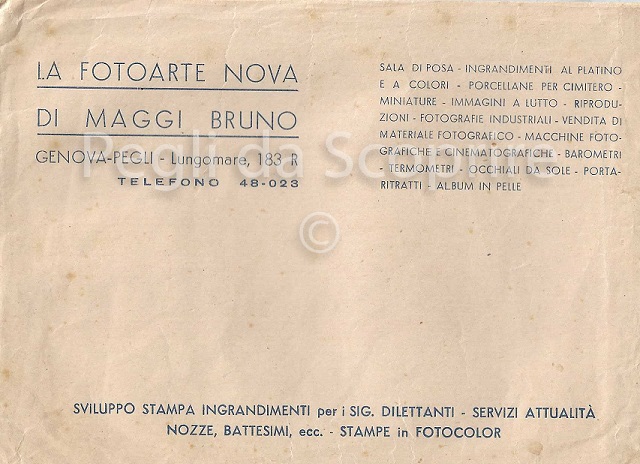 LA FOTOARTE NOVA
DI MAGGI BRUNO
GENOVA-PEGLI - Lungomare, 183 R
TELEFONO 48-023
SALA DI POSA - INGRANDIMENTI AL PLATINO
E A COLORI - PORCELLANE PER CIMITERO -
MINIATURE - IMMAGINI A LUTTO - RIPRODU-
ZIONI - FOTOGRAFIE INDUSTRIALI - VENDITA DI
MATERIALE FOTOGRAFICO - MACCHINE FOTO-
GRAFICHE E CINEMATOGRAFICHE - BAROMETRI
- TERMOMETRI - OCCHIALI DA SOLE - PORTA-
RITRATTI - ALBUM IN PELLE
Pegli da Scoprire
©
SVILUPPO STAMPA INGRANDIMENTI per i SIG. DILETTANTI - SERVIZI ATTUALITÀ
NOZZE, BATTESIMI, ecc. - STAMPE in FOTOCOLOR